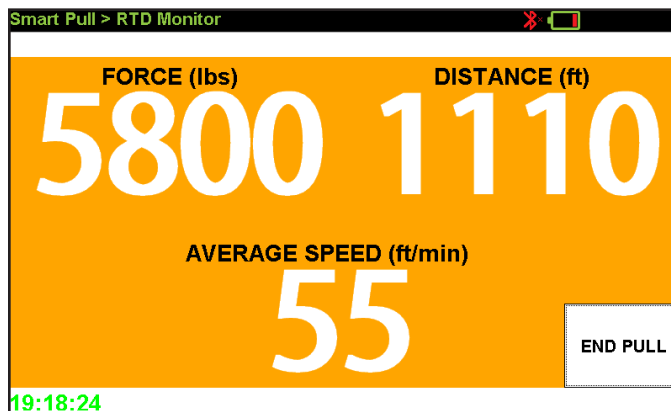 Smart Pull > RTD Monitor
FORCE (lbs) DISTANCE (ft)
5800 1110
AVERAGE SPEED (ft/min)
55
END PULL
19:18:24